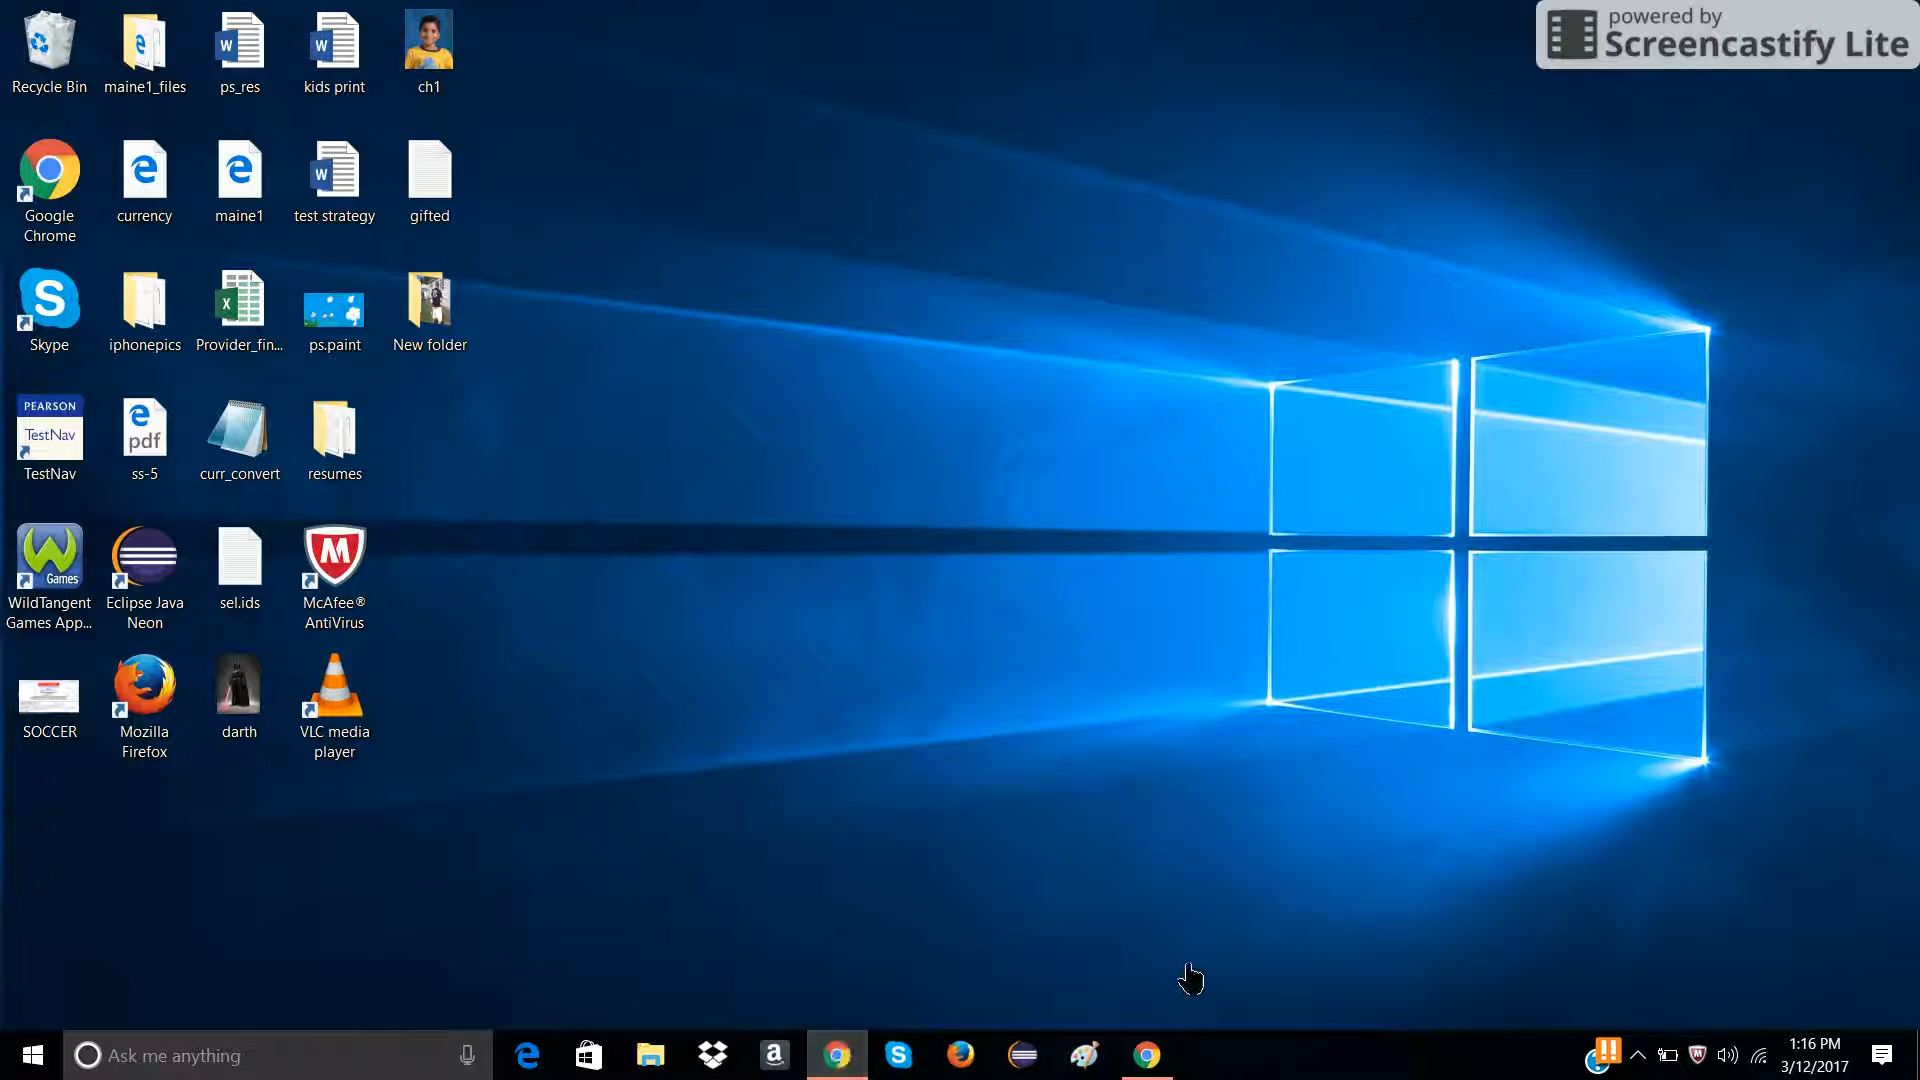 powered by
Screencastify Lite
Recycle Bin
maine1_files
ps_res
kids print
ch1
Google
Chrome
currency
maine1
test strategy
gifted
Skype
iphonepics
Provider_fin...
ps.paint
New folder
PEARSON
TestNav
TestNav
pdf
ss-5
curr_convert
resumes
Games
WildTangent
Games App...
Eclipse Java
Neon
sel.ids
McAfee®
AntiVirus
SOCCER
Mozilla
Firefox
darth
VLC media
player
Ask me anything
1:16 PM
3/12/2017